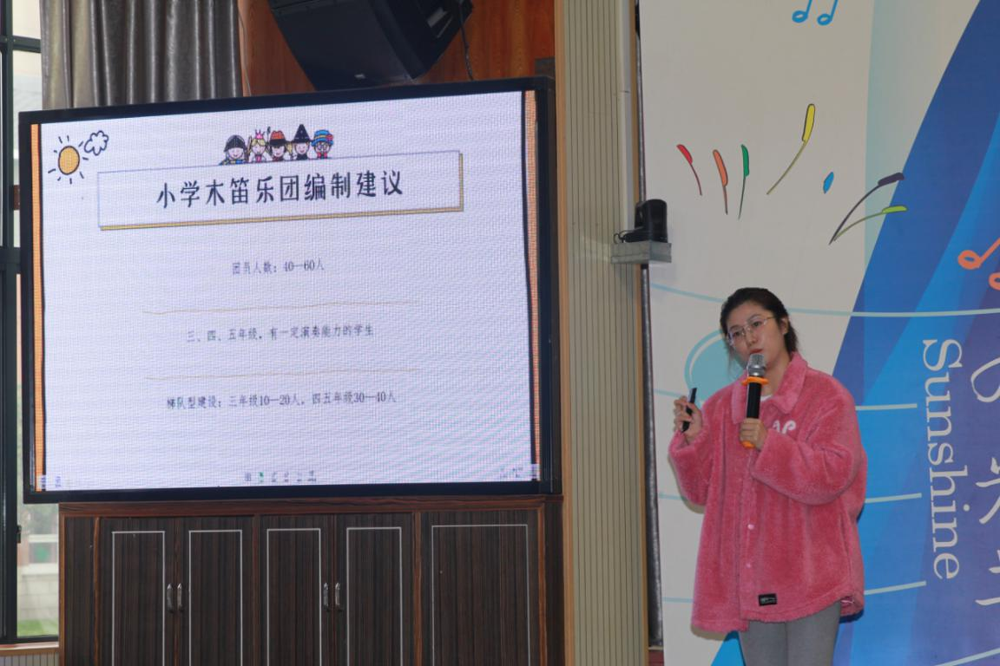 小学木笛乐团编制建议
团员人数：40—60人
三、四、五年级，有一定演奏能力的学生
梯队型建设：三年级10—20人，四五年级30—40人
Sunshine